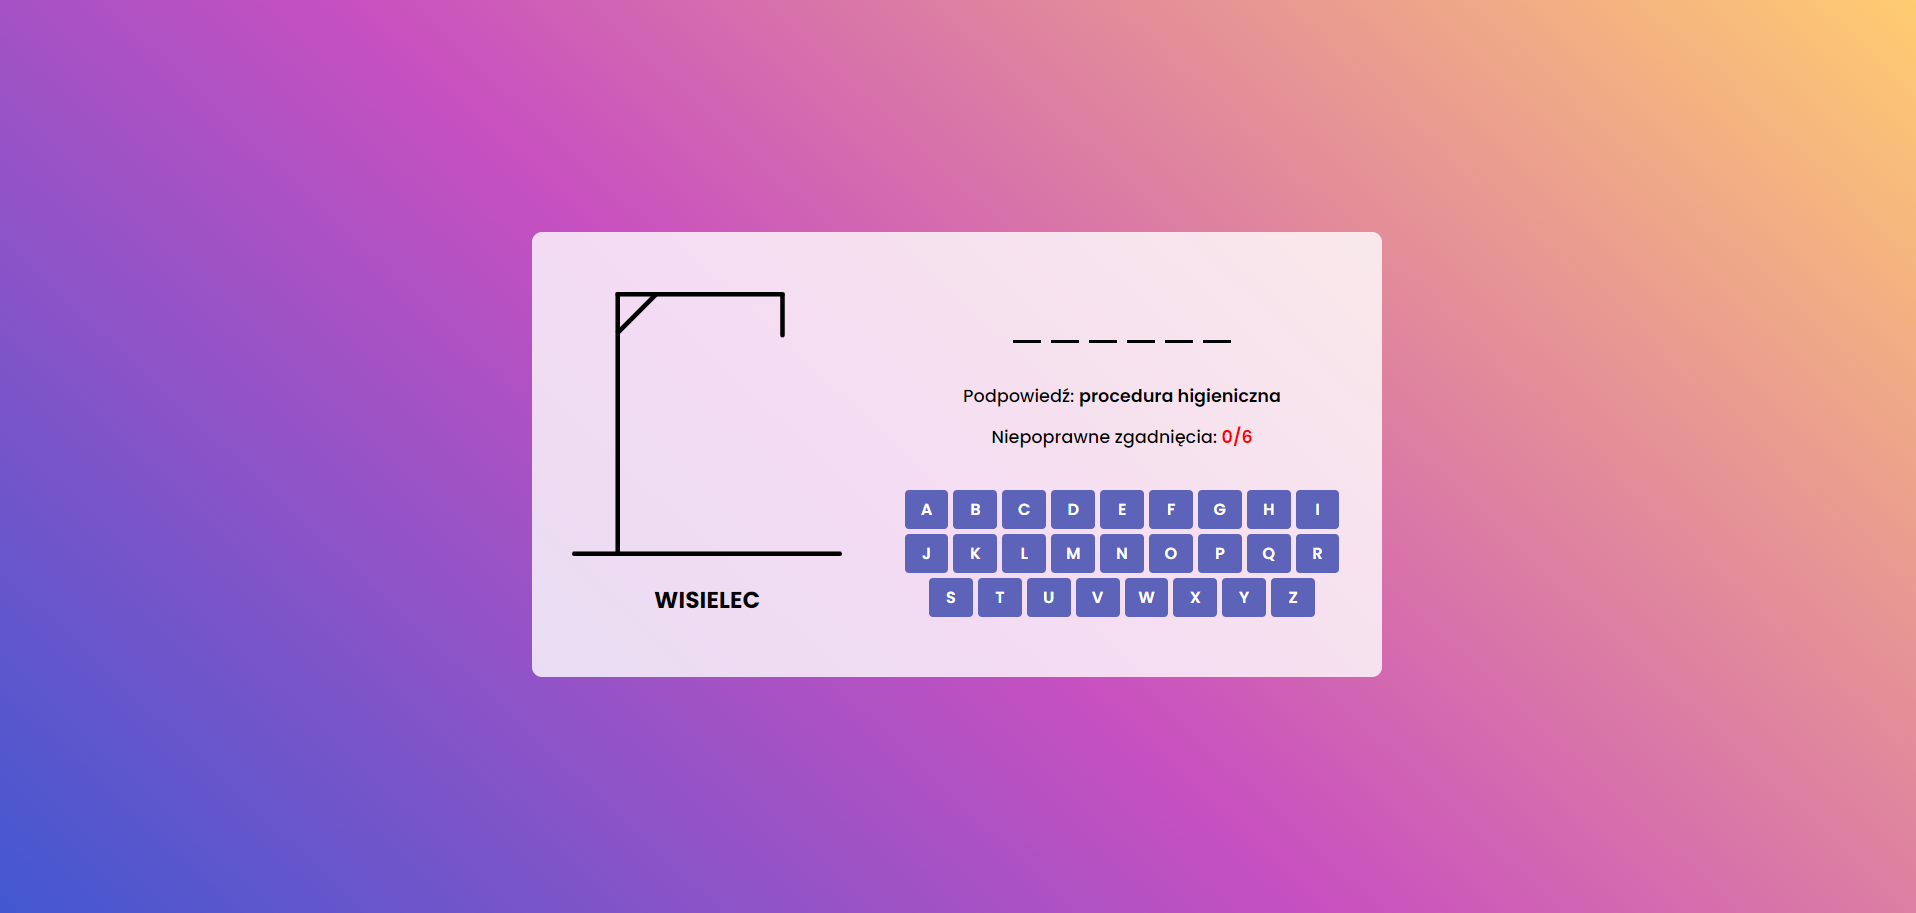 Podpowiedź: procedura higieniczna
Niepoprawne zgadnięcia: 0/6
A B C D E F G H I
J K L M N O P Q R
S T U V W X Y Z
WISIELEC